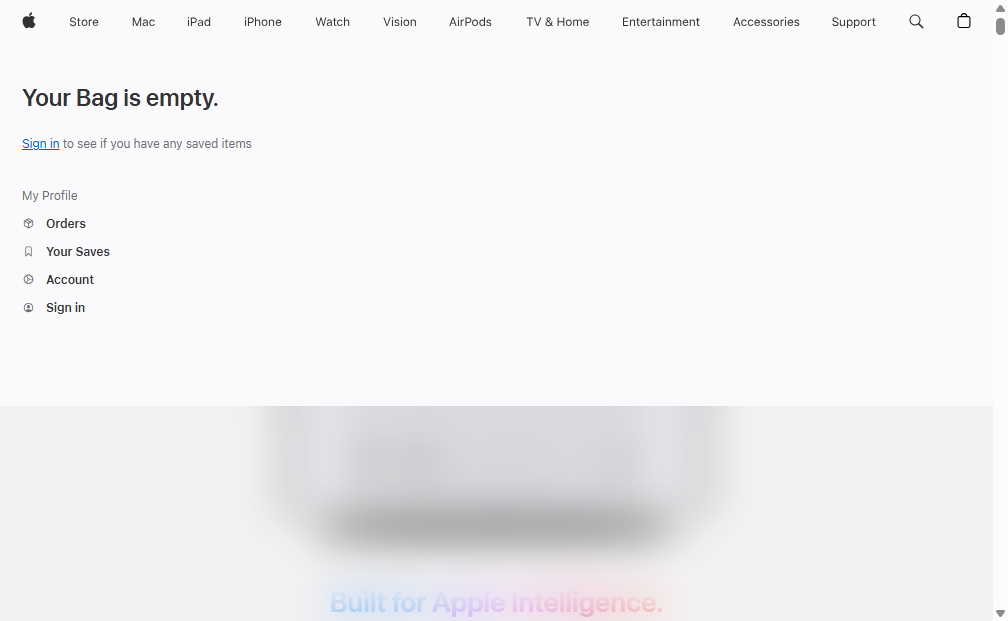 Store Mac iPad iPhone Watch Vision AirPods TV & Home Entertainment Accessories Support
Your Bag is empty.
Sign in to see if you have any saved items
My Profile
Orders
Your Saves
Account
Sign in
Built for Apple Intelligence.